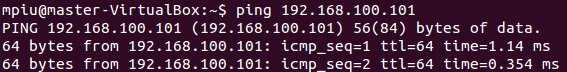 mpiu@master-VirtualBox:~$ ping 192.168.100.101
PING 192.168.100.101 (192.168.100.101) 56(84) bytes of data.
64 bytes from 192.168.100.101: icmp_seq=1 ttl=64 time=1.14 ms
64 bytes from 192.168.100.101: icmp_seq=2 ttl=64 time=0.354 ms